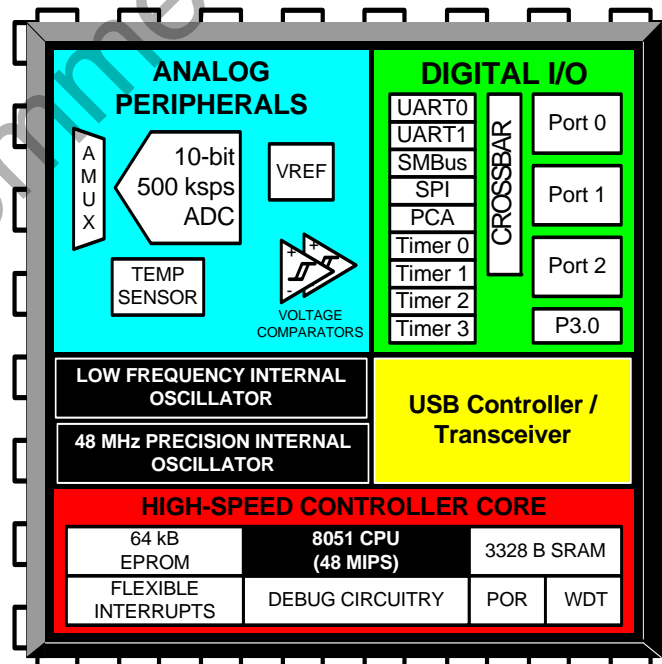 ANALOG
PERIPHERALS
A
M
U
X
10-bit
500 ksps
ADC
VREF
TEMP
SENSOR
+
+
-
-
VOLTAGE
COMPARATORS
DIGITAL I/O
UART0
UART1
SMBus
SPI
PCA
Timer 0
Timer 1
Timer 2
Timer 3
CROSSBAR
Port 0
Port 1
Port 2
P3.0
LOW FREQUENCY INTERNAL
OSCILLATOR
48 MHz PRECISION INTERNAL
OSCILLATOR
USB Controller /
Transceiver
HIGH-SPEED CONTROLLER CORE
64 kB
EPROM
8051 CPU
(48 MIPS)
3328 B SRAM
FLEXIBLE
INTERRUPTS
DEBUG CIRCUITRY
POR
WDT